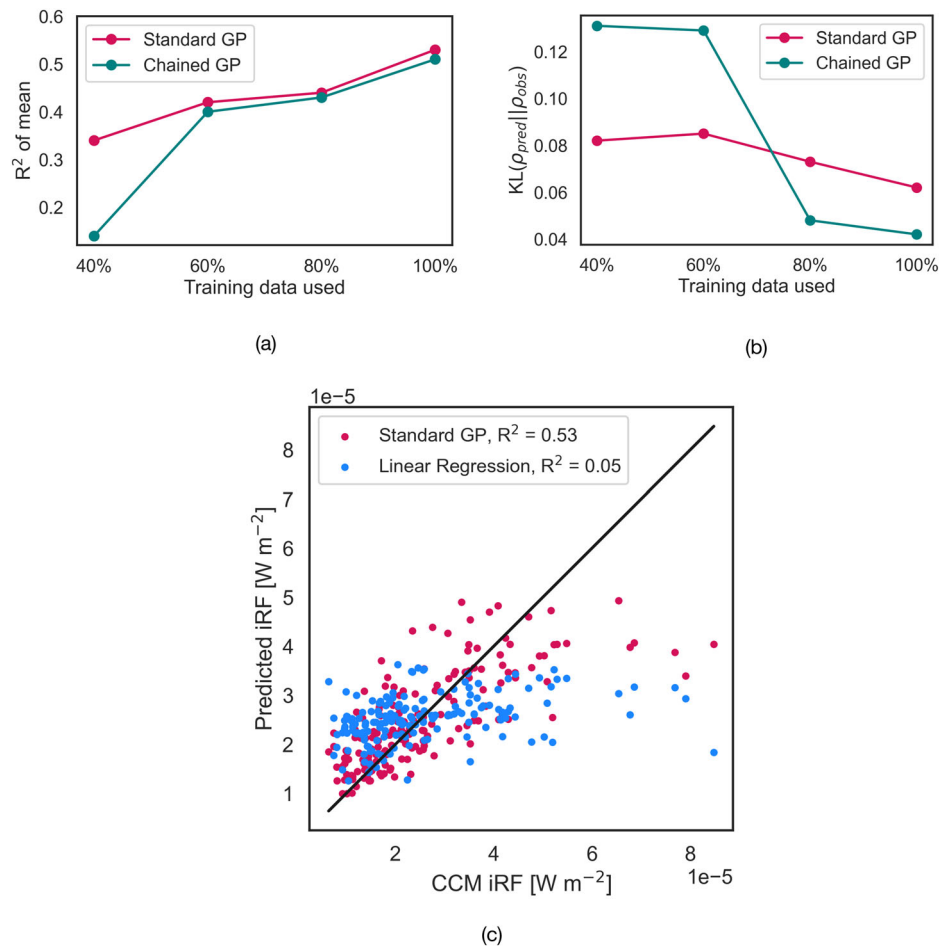 0.6
0.5
0.4
0.3
0.2
R² of mean
Standard GP
Chained GP
40% 60% 80% 100%
Training data used
(a)
0.12
0.10
0.08
0.06
0.04
KL(ρpred||ρobs)
Standard GP
Chained GP
40% 60% 80% 100%
Training data used
(b)
1e−5
8
7
6
5
4
3
2
1
Predicted iRF [W m⁻²]
Standard GP, R² = 0.53
Linear Regression, R² = 0.05
2 4 6 8
1e−5
CCM iRF [W m⁻²]
(c)